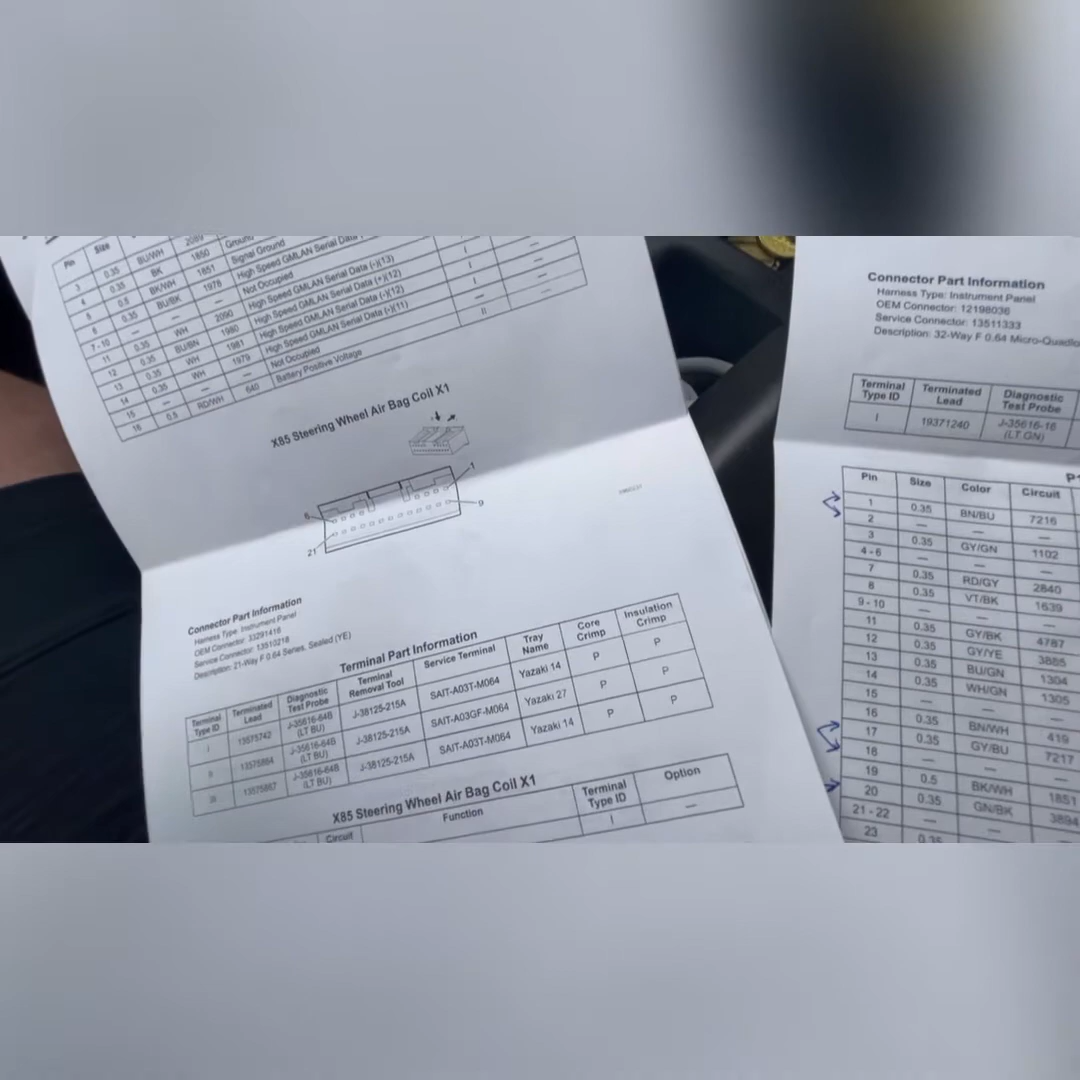 Pin Size
3 0.35 BU/WH
4 0.35 BK 1850 Ground
5 0.5 BK/WH 1851 Signal Ground
6 0.35 BU/BK 1978 High Speed GMLAN Serial Data
7 - 10 — — — Not Occupied
11 0.35 WH 2090 High Speed GMLAN Serial Data (-)(13)
12 0.35 BU/BN 1980 High Speed GMLAN Serial Data (+)(12)
13 0.35 WH 1981 High Speed GMLAN Serial Data (-)(12)
14 0.35 WH 1979 High Speed GMLAN Serial Data (-)(11)
15 — — — Not Occupied
16 0.5 RD/WH 640 Battery Positive Voltage II
X85 Steering Wheel Air Bag Coil X1
1
9
21
Connector Part Information
Harness Type: Instrument Panel
OEM Connector: 33291416
Service Connector: 13510218
Description: 21-Way F 0.64 Series, Sealed (YE)
Terminal Part Information
Terminal Type ID Terminated Lead Diagnostic Test Probe Terminal Removal Tool Service Terminal Tray Name Core Crimp Insulation Crimp
I 13575742 J-35616-64B (LT BU) J-38125-215A SAIT-A03T-M064 Yazaki 14 P P
II J-35616-64B (LT BU) J-38125-215A SAIT-A03GF-M064 Yazaki 27 P P
III J-35616-64B (LT BU) J-38125-215A SAIT-A03T-M064 Yazaki 14 P P
X85 Steering Wheel Air Bag Coil X1
Circuit Function Terminal Type ID Option
I —
Connector Part Information
Harness Type: Instrument Panel
OEM Connector: 12198036
Service Connector: 13511333
Description: 32-Way F 0.64 Micro-Quadlo
Terminal Type ID Terminated Lead Diagnostic Test Probe
I 19371240 J-35616-16 (LT GN)
Pin Size Color Circuit
1 0.35 BN/BU 7216
2 — — —
3 0.35 GY/GN 1102
4 - 6 — — —
7 0.35 RD/GY 2840
8 0.35 VT/BK 1639
9 - 10 — — —
11 0.35 GY/BK 4787
12 0.35 GY/YE 3885
13 0.35 BU/GN 1304
14 0.35 WH/GN 1305
15 — — —
16 0.35 BN/WH 419
17 0.35 GY/BU 7217
18 — — —
19 0.5 BK/WH 1851
20 0.35 GN/BK 3894
21 - 22 — —
23 0.35